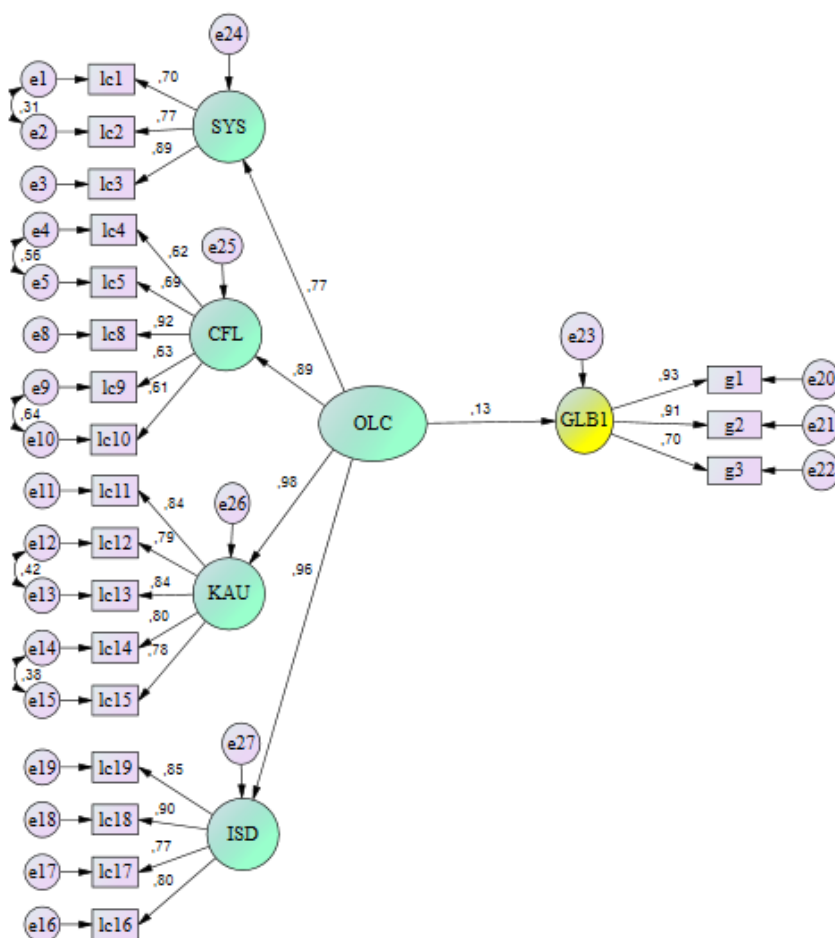 e24
e1 lc1 ,70
,31
e2 lc2 ,77 SYS
,89
e3 lc3
e4 lc4
,56 ,62 e25
e5 lc5 ,69 ,77
e8 lc8 ,92 CFL
e23
e9 lc9 ,63 ,89
,64 ,61 ,93 g1 e20
e10 lc10 OLC ,13 GLB1 ,91 g2 e21
,70 g3 e22
e11 lc11 ,84 ,98
e26
e12 lc12 ,79
,42
e13 lc13 ,84 KAU ,96
,80
e14 lc14
,38 ,78
e15 lc15
e27
e19 lc19 ,85
e18 lc18 ,90 ISD
,77
e17 lc17
,80
e16 lc16